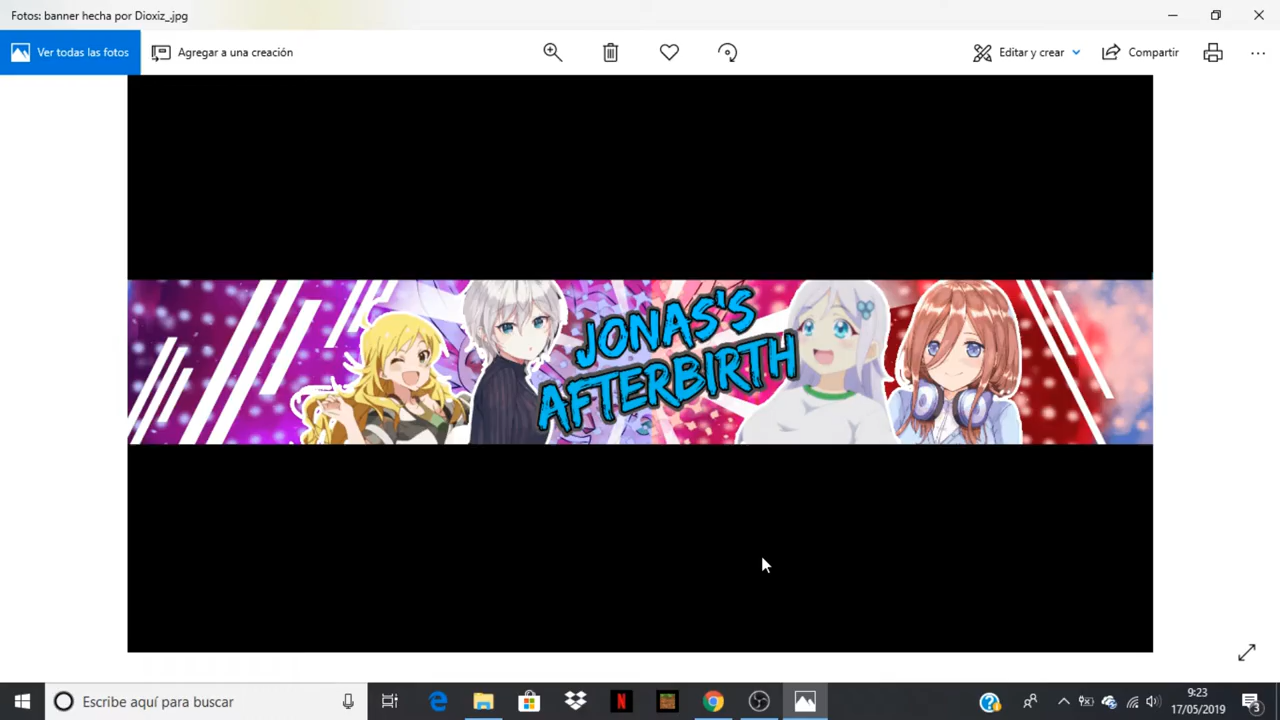 Fotos: banner hecha por Dioxiz_.jpg
Ver todas las fotos
Agregar a una creación
Editar y crear
Compartir
JONAS'S
AFTERBIRTH
Escribe aquí para buscar
9:23
17/05/2019
3